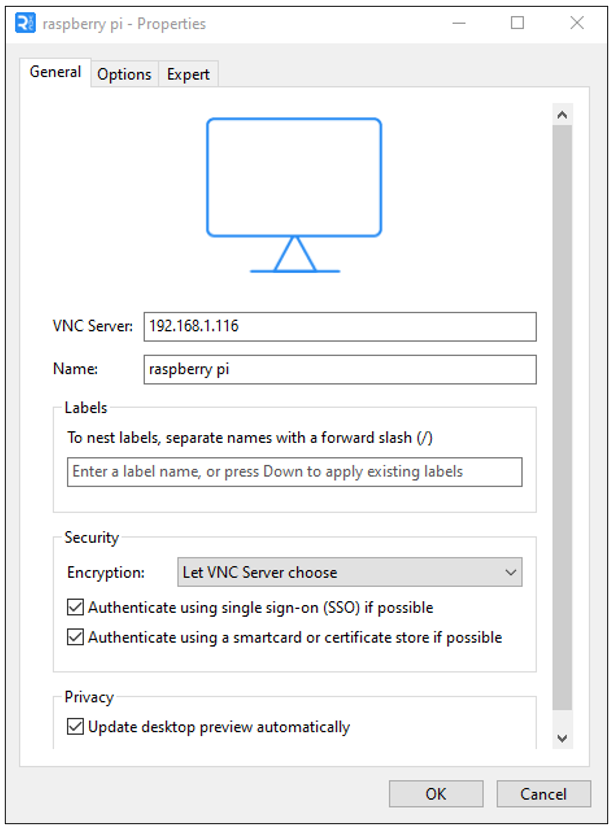 raspberry pi - Properties
General
Options
Expert
VNC Server:
192.168.1.116
Name:
raspberry pi
Labels
To nest labels, separate names with a forward slash (/)
Enter a label name, or press Down to apply existing labels
Security
Encryption:
Let VNC Server choose
Authenticate using single sign-on (SSO) if possible
Authenticate using a smartcard or certificate store if possible
Privacy
Update desktop preview automatically
OK
Cancel